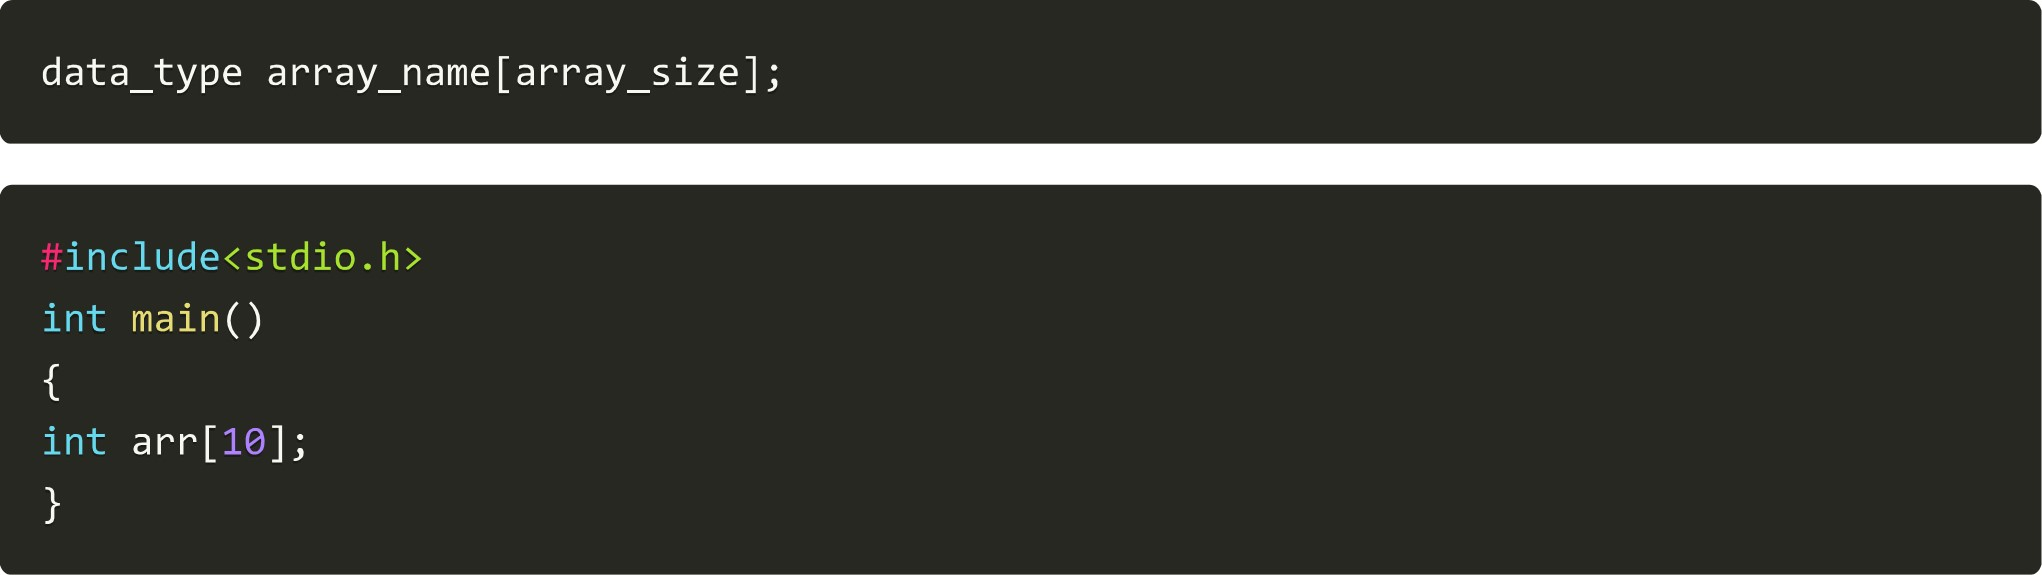 data_type array_name[array_size];
#include<stdio.h>
int main()
{
int arr[10];
}